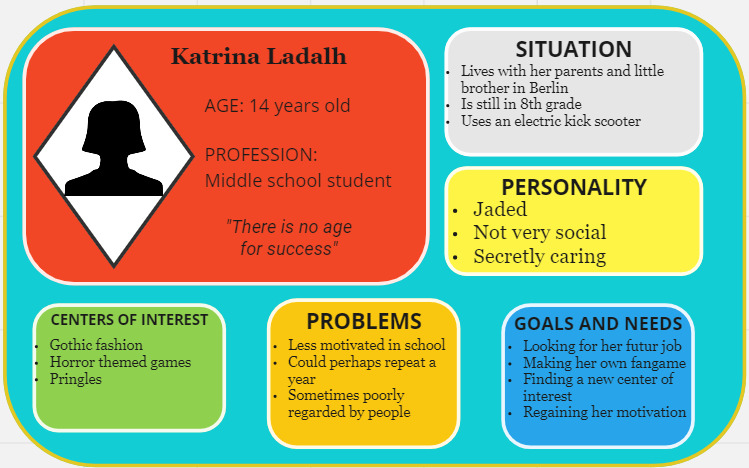 Katrina Ladalh
AGE: 14 years old
PROFESSION:
Middle school student
"There is no age
for success"
SITUATION
• Lives with her parents and little
brother in Berlin
• Is still in 8th grade
• Uses an electric kick scooter
PERSONALITY
• Jaded
• Not very social
• Secretly caring
CENTERS OF INTEREST
• Gothic fashion
• Horror themed games
• Pringles
PROBLEMS
• Less motivated in school
• Could perhaps repeat a
year
• Sometimes poorly
regarded by people
GOALS AND NEEDS
• Looking for her futur job
• Making her own fangame
• Finding a new center of
interest
• Regaining her motivation